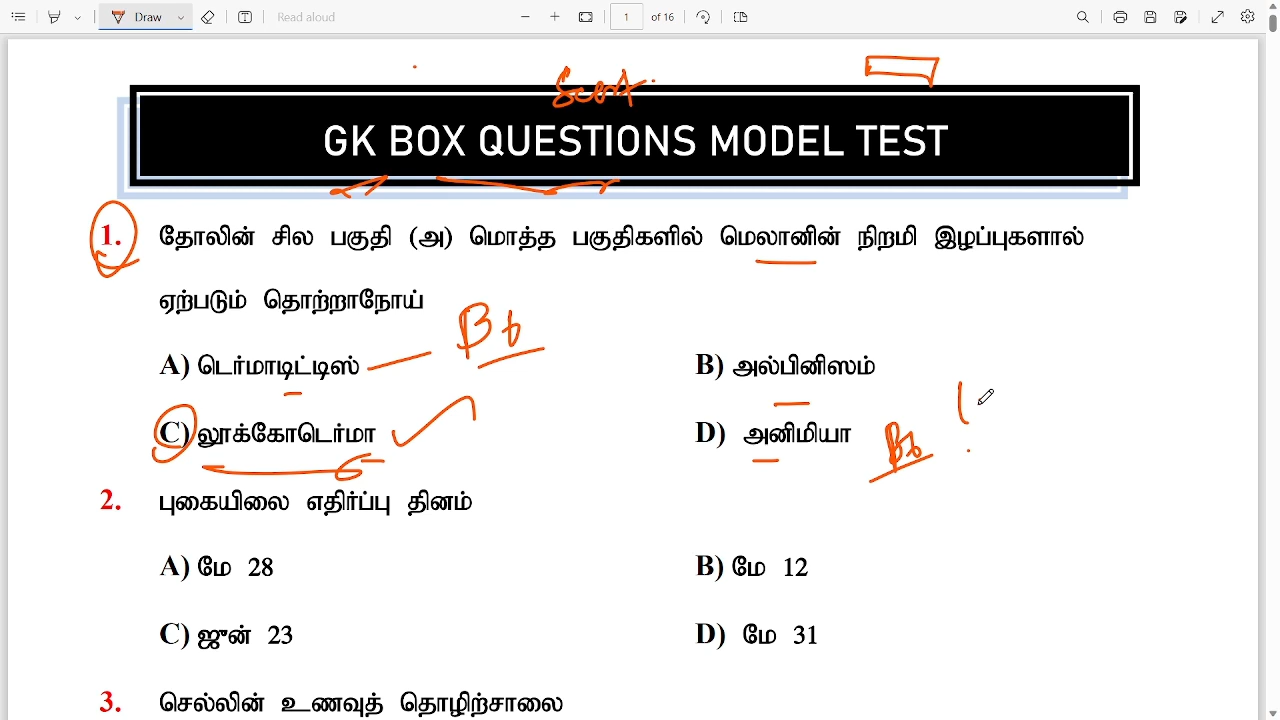 Draw
Read aloud
1 of 16
GK BOX QUESTIONS MODEL TEST
1. தோலின் சில பகுதி (அ) மொத்த பகுதிகளில் மெலானின் நிறமி இழப்புகளால்
ஏற்படும் தொற்றாநோய்
A) டெர்மாடிட்டிஸ்
B) அல்பினிஸம்
C) லூக்கோடெர்மா
D) அனிமியா
2. புகையிலை எதிர்ப்பு தினம்
A) மே 28
B) மே 12
C) ஜுன் 23
D) மே 31
3. செல்லின் உணவுத் தொழிற்சாலை